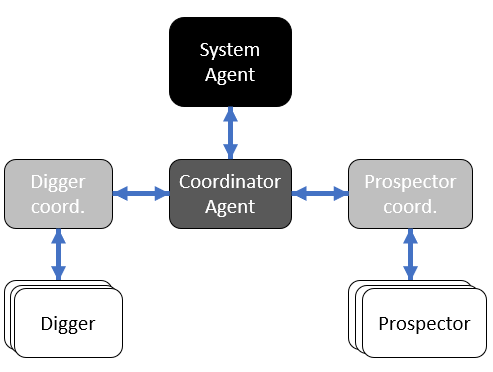 System
Agent
Digger
coord.
Coordinator
Agent
Prospector
coord.
Digger
Prospector